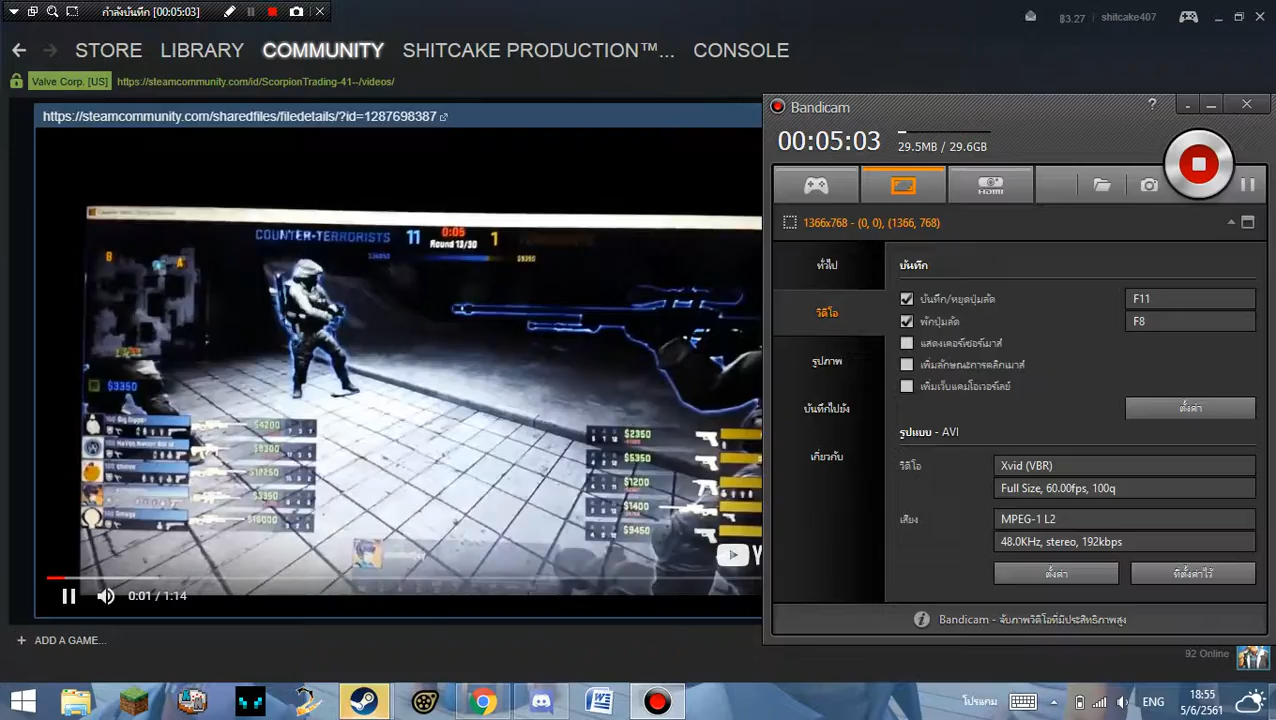 กำลังบันทึก [00:05:03]
฿3.27 shitcake407
STORE LIBRARY COMMUNITY SHITCAKE PRODUCTION™... CONSOLE
Valve Corp. [US] https://steamcommunity.com/id/ScorpionTrading-41--/videos/
https://steamcommunity.com/sharedfiles/filedetails/?id=1287698387
COUNTER-TERRORISTS 11 0:05 1
Round 13/30
B A
$3350
$4200
$8300
$12250
$3350
Omega $16000
$2350
$5350
$1200
$1400
$9450
0:01 / 1:14
ADD A GAME...
Bandicam
?
00:05:03 29.5MB / 29.6GB
HDMI
1366x768 - (0, 0), (1366, 768)
ทั่วไป
วิดีโอ
รูปภาพ
บันทึกไปยัง
เกี่ยวกับ
บันทึก
บันทึก/หยุดปุ่มลัด F11
พักปุ่มลัด F8
แสดงเคอร์เซอร์เมาส์
เพิ่มลักษณะการคลิกเมาส์
เพิ่มเว็บแคมโอเวอร์เลย์
ตั้งค่า
รูปแบบ - AVI
วิดีโอ Xvid (VBR)
Full Size, 60.00fps, 100q
เสียง MPEG-1 L2
48.0KHz, stereo, 192kbps
ตั้งค่า ที่ตั้งค่าไว้
Bandicam - จับภาพวิดีโอที่มีประสิทธิภาพสูง
92 Online
โปรแกม ENG 18:55
5/6/2561